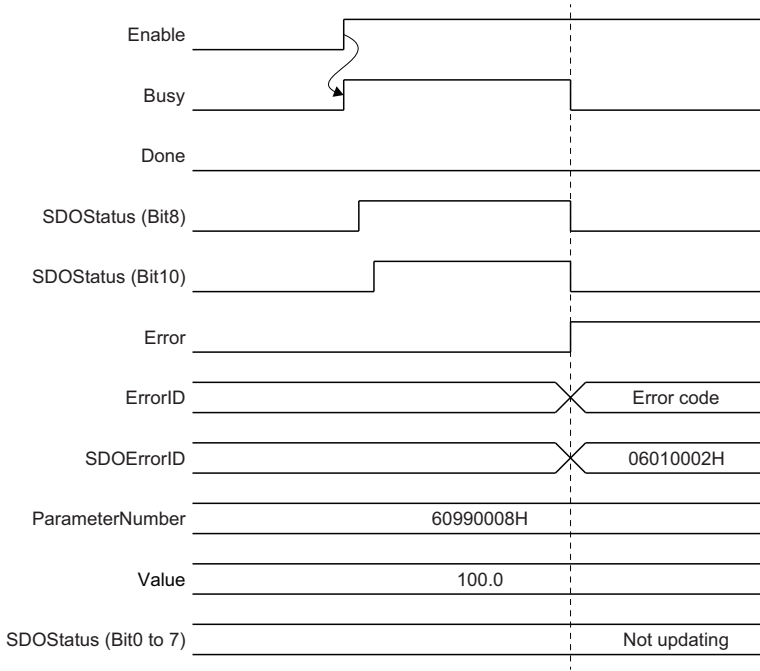 Enable
Busy
Done
SDOStatus (Bit8)
SDOStatus (Bit10)
Error
ErrorID
Error code
SDOErrorID
06010002H
ParameterNumber
60990008H
Value
100.0
SDOStatus (Bit0 to 7)
Not updating